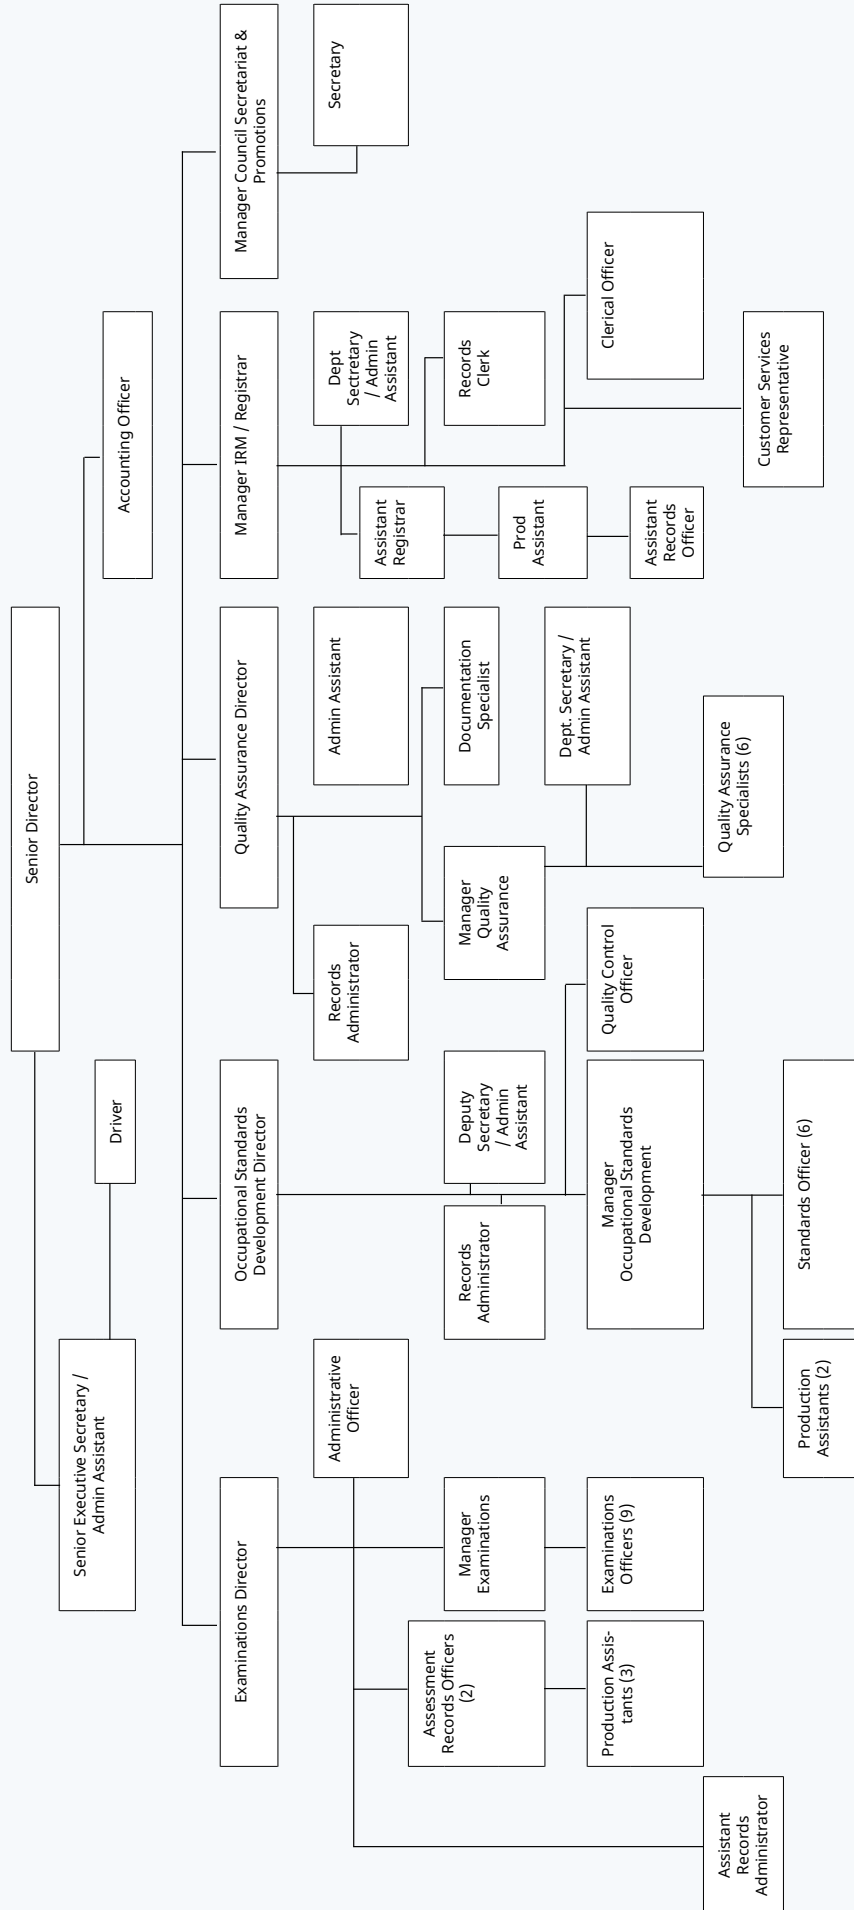 Senior Director
Senior Executive Secretary /
Admin Assistant
Driver
Accounting Officer
Examinations Director
Occupational Standards
Development Director
Quality Assurance Director
Manager IRM / Registrar
Manager Council Secretariat &
Promotions
Administrative
Officer
Records
Administrator
Admin Assistant
Dept
Sectretary
/ Admin
Assistant
Secretary
Assistant
Registrar
Assessment
Records Officers
(2)
Manager
Examinations
Records
Administrator
Deputy
Secretary
/ Admin
Assistant
Manager
Quality
Assurance
Documentation
Specialist
Records
Clerk
Prod
Assistant
Dept. Secretary /
Admin Assistant
Production Assis-
tants (3)
Examinations
Officers (9)
Manager
Occupational Standards
Development
Quality Control
Officer
Clerical Officer
Assistant
Records
Officer
Assistant
Records
Administrator
Quality Assurance
Specialists (6)
Customer Services
Representative
Production
Assistants (2)
Standards Officer (6)